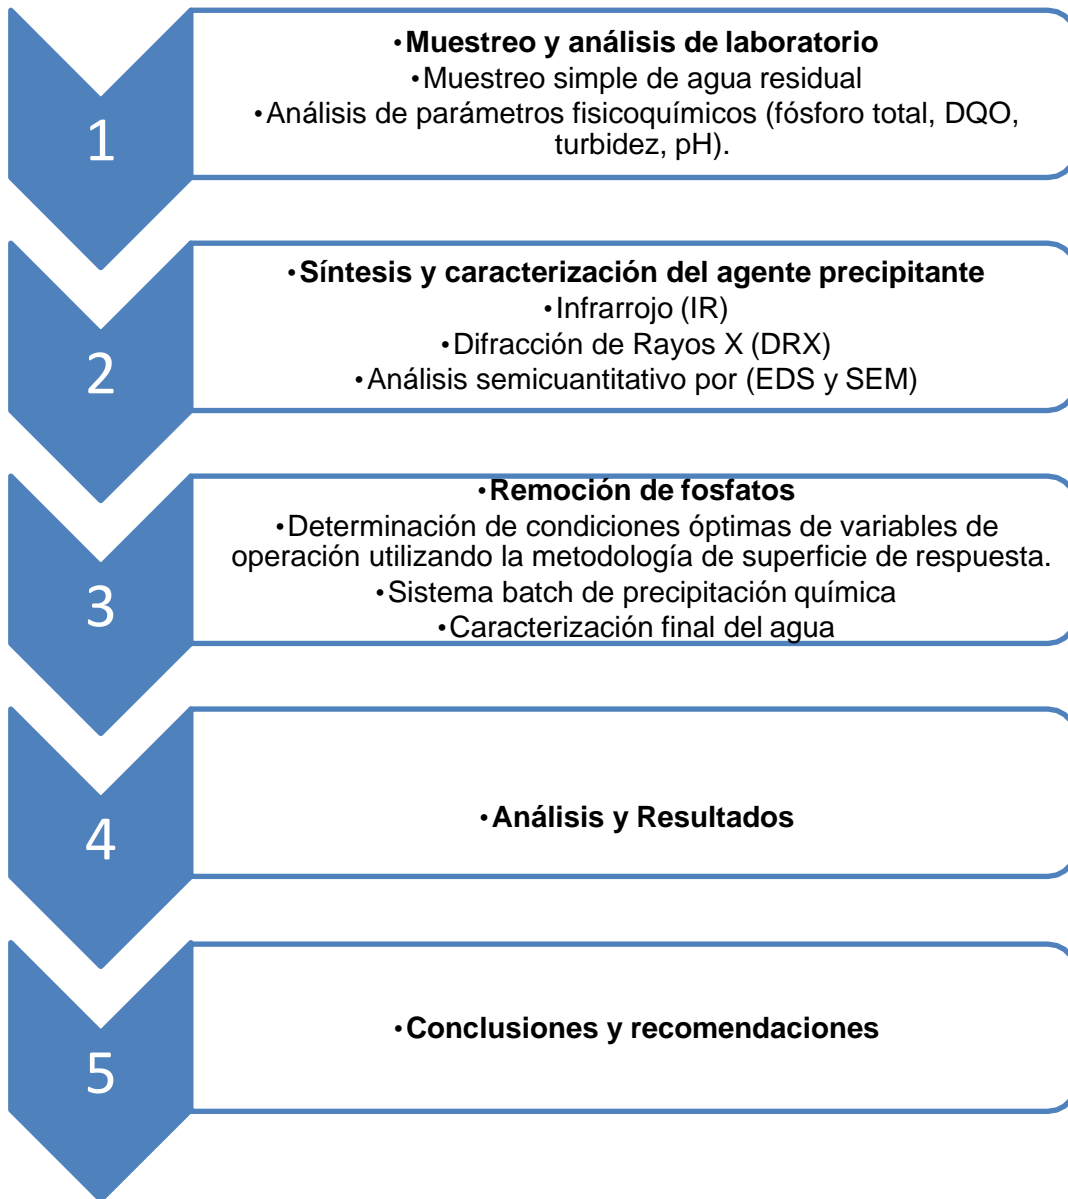 1
•Muestreo y análisis de laboratorio
•Muestreo simple de agua residual
•Análisis de parámetros fisicoquímicos (fósforo total, DQO,
turbidez, pH).
2
•Síntesis y caracterización del agente precipitante
•Infrarrojo (IR)
•Difracción de Rayos X (DRX)
•Análisis semicuantitativo por (EDS y SEM)
3
•Remoción de fosfatos
•Determinación de condiciones óptimas de variables de
operación utilizando la metodología de superficie de respuesta.
•Sistema batch de precipitación química
•Caracterización final del agua
4
•Análisis y Resultados
5
•Conclusiones y recomendaciones